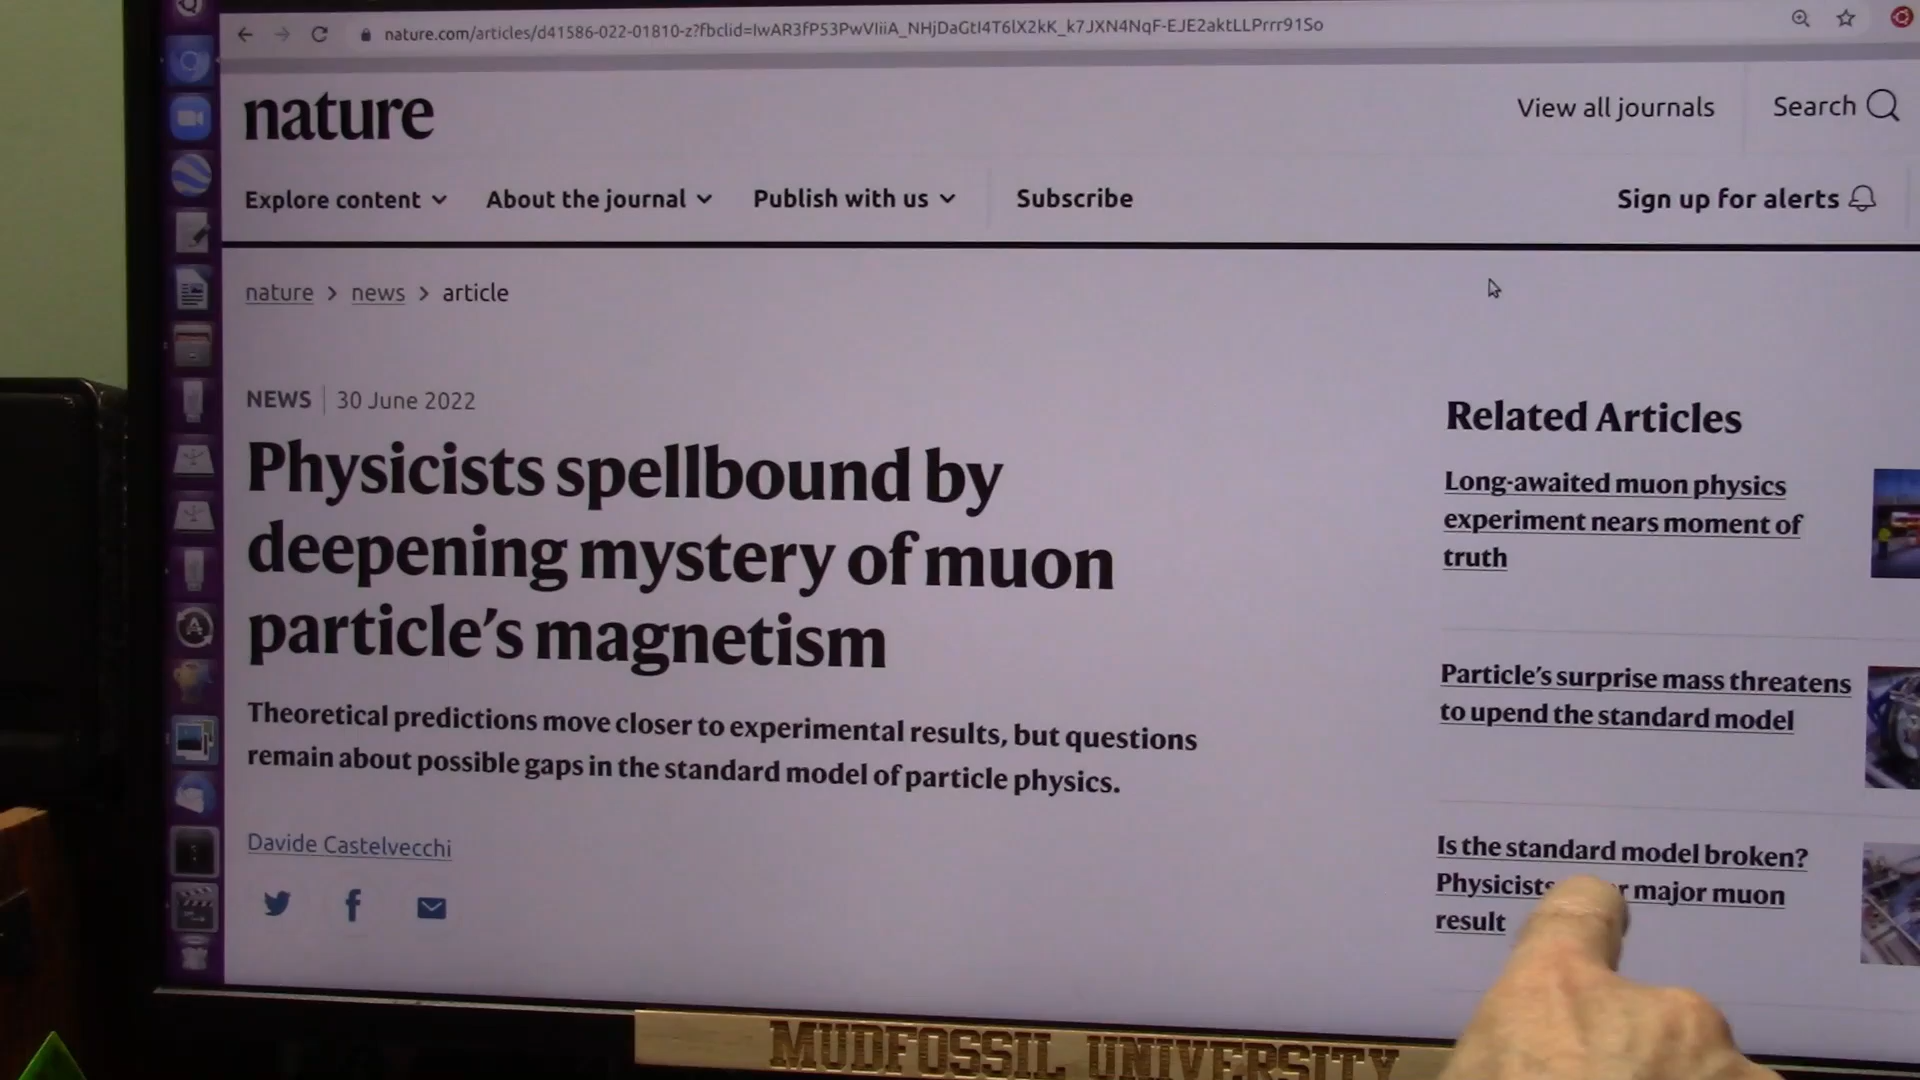 nature.com/articles/d41586-022-01810-z?fbclid=IwAR3fP53PwVIiiA_NHjDaGtI4T6lX2kK_k7JXN4NqF-EJE2aktLLPrrr91So
nature
View all journals
Search
Explore content
About the journal
Publish with us
Subscribe
Sign up for alerts
nature > news > article
NEWS | 30 June 2022
Physicists spellbound by
deepening mystery of muon
particle’s magnetism
Theoretical predictions move closer to experimental results, but questions
remain about possible gaps in the standard model of particle physics.
Davide Castelvecchi
Related Articles
Long-awaited muon physics
experiment nears moment of
truth
Particle’s surprise mass threatens
to upend the standard model
Is the standard model broken?
Physicists major muon
result
MUDFOSSIL UNIVERSITY